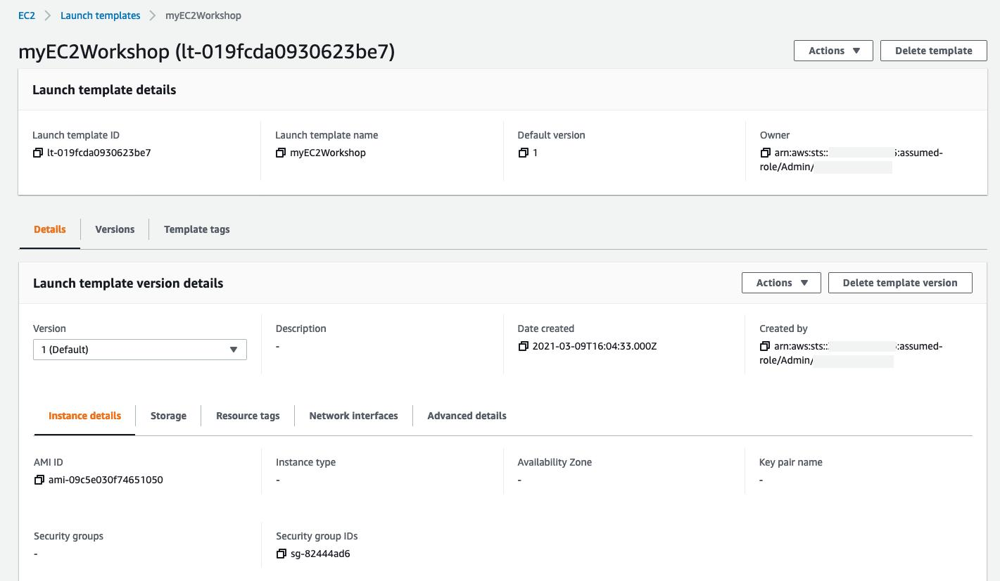 EC2 > Launch templates > myEC2Workshop
myEC2Workshop (lt-019fcda0930623be7)
Actions ▼ Delete template
Launch template details
Launch template ID Launch template name Default version Owner
lt-019fcda0930623be7 myEC2Workshop 1 arn:aws:sts:: :assumed-
role/Admin/
Details Versions Template tags
Launch template version details
Actions ▼ Delete template version
Version Description Date created Created by
1 (Default) ▼ - 2021-03-09T16:04:33.000Z arn:aws:sts:: :assumed-
role/Admin/
Instance details Storage Resource tags Network interfaces Advanced details
AMI ID Instance type Availability Zone Key pair name
ami-09c5e030f74651050 - - -
Security groups Security group IDs
- sg-82444ad6